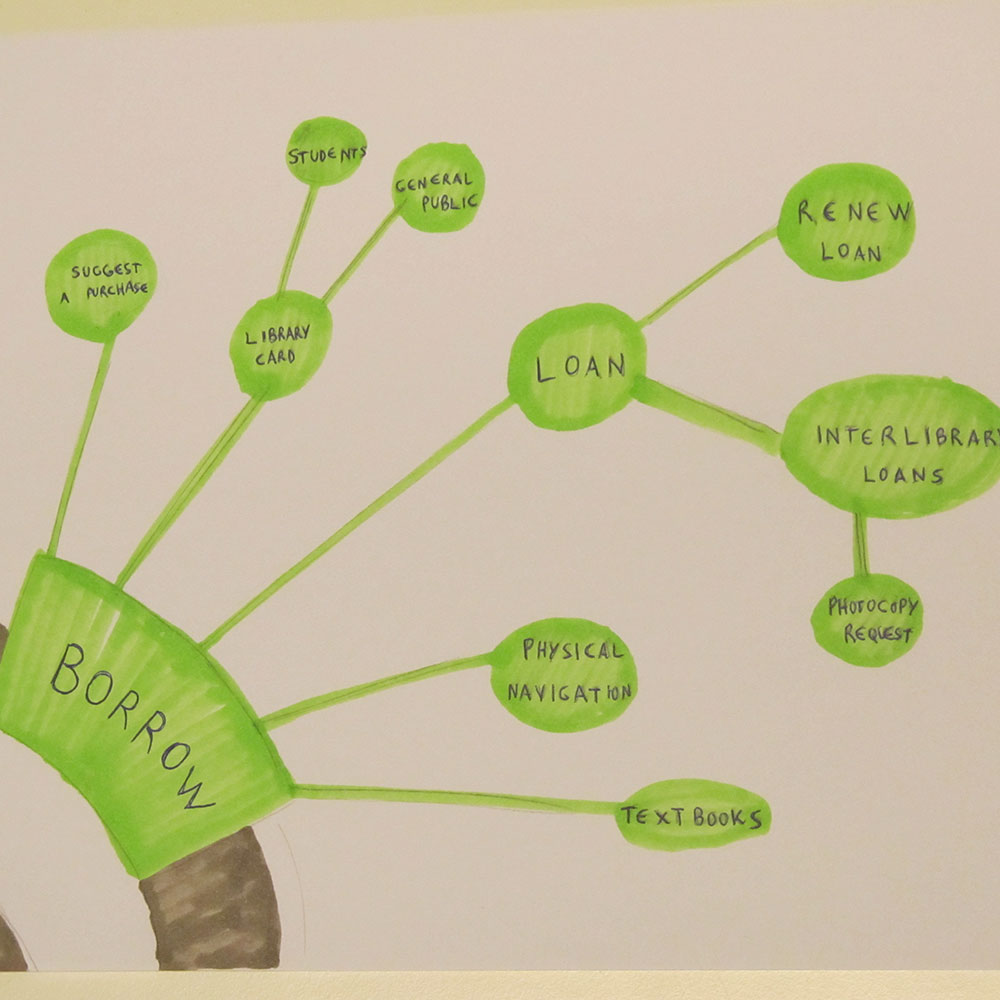 STUDENTS
GENERAL
PUBLIC
RENEW
LOAN
SUGGEST
A PURCHASE
LIBRARY
CARD
LOAN
INTERLIBRARY
LOANS
PHOTOCOPY
REQUEST
PHYSICAL
NAVIGATION
BORROW
TEXT BOOKS